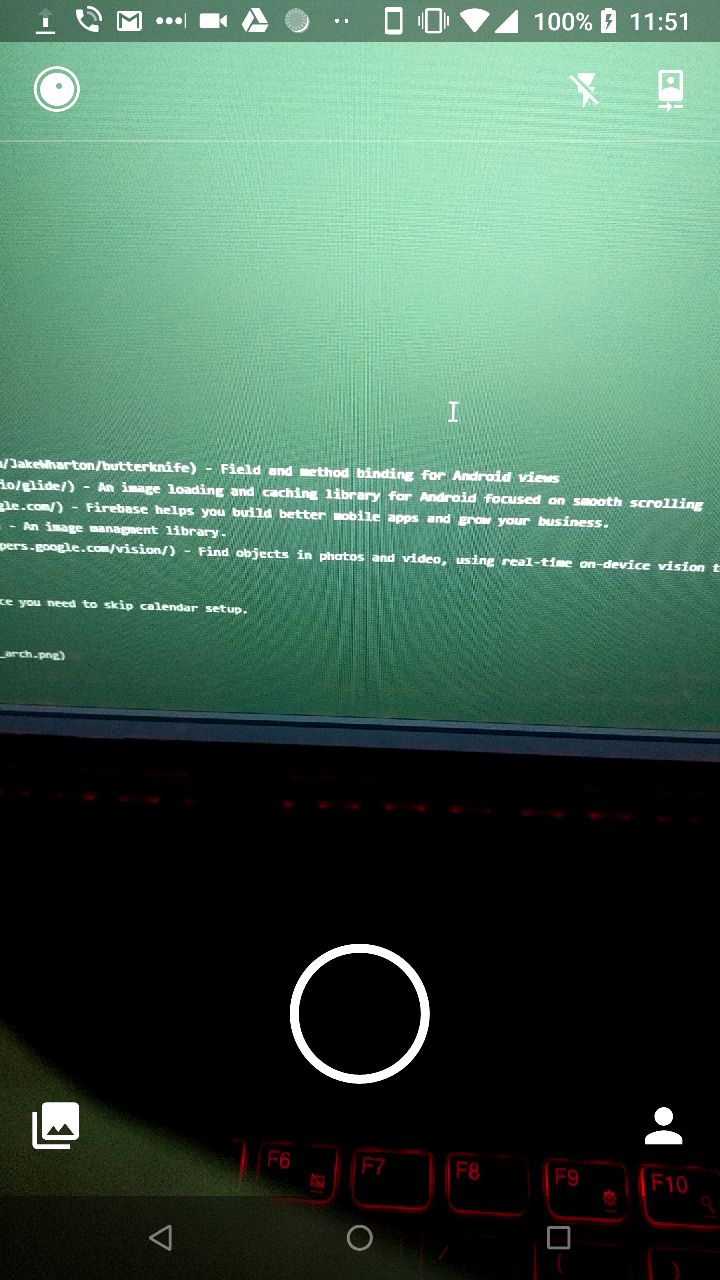 100% 11:51
/JakeWharton/butterknife) - Field and method binding for Android views
io/glide/) - An image loading and caching library for Android focused on smooth scrolling
gle.com/) - Firebase helps you build better mobile apps and grow your business.
- An image managment library.
pers.google.com/vision/) - Find objects in photos and video, using real-time on-device vision t
ce you need to skip calendar setup.
_arch.png)
F6 F7 F8 F9 F10